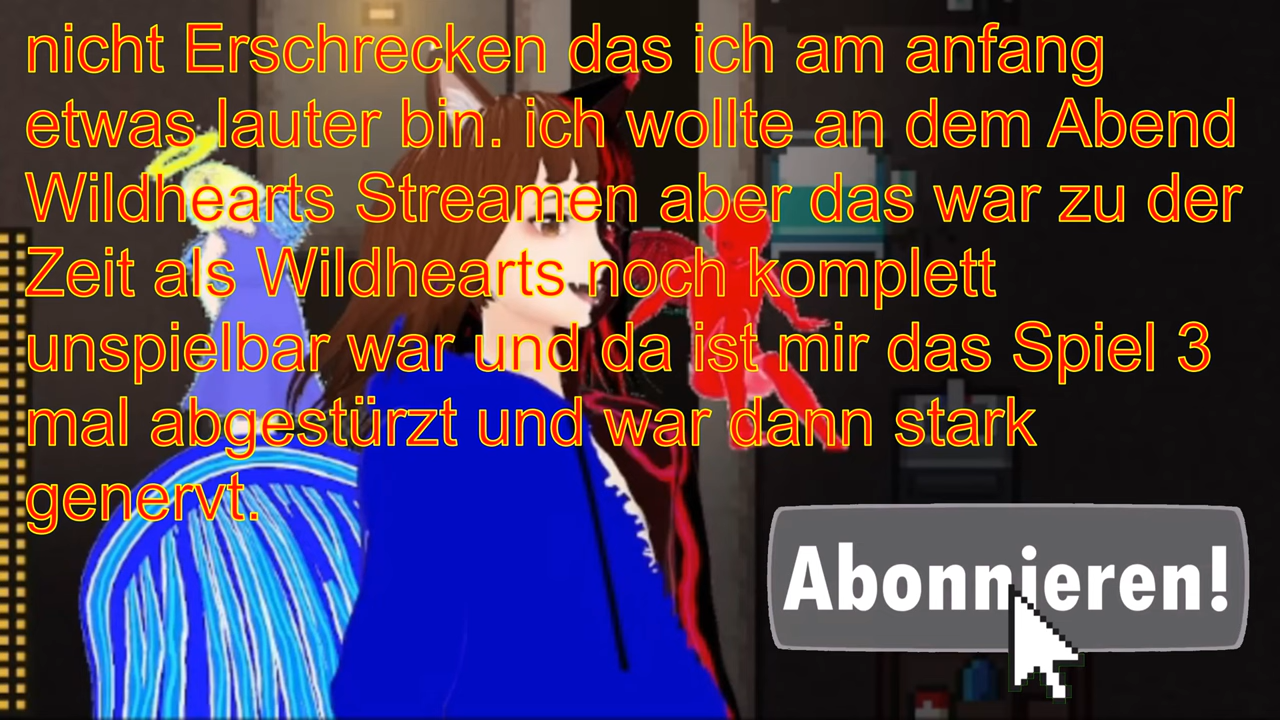 nicht Erschrecken das ich am anfang
etwas lauter bin. ich wollte an dem Abend
Wildhearts Streamen aber das war zu der
Zeit als Wildhearts noch komplett
unspielbar war und da ist mir das Spiel 3
mal abgestürzt und war dann stark
genervt.
Abonnieren!